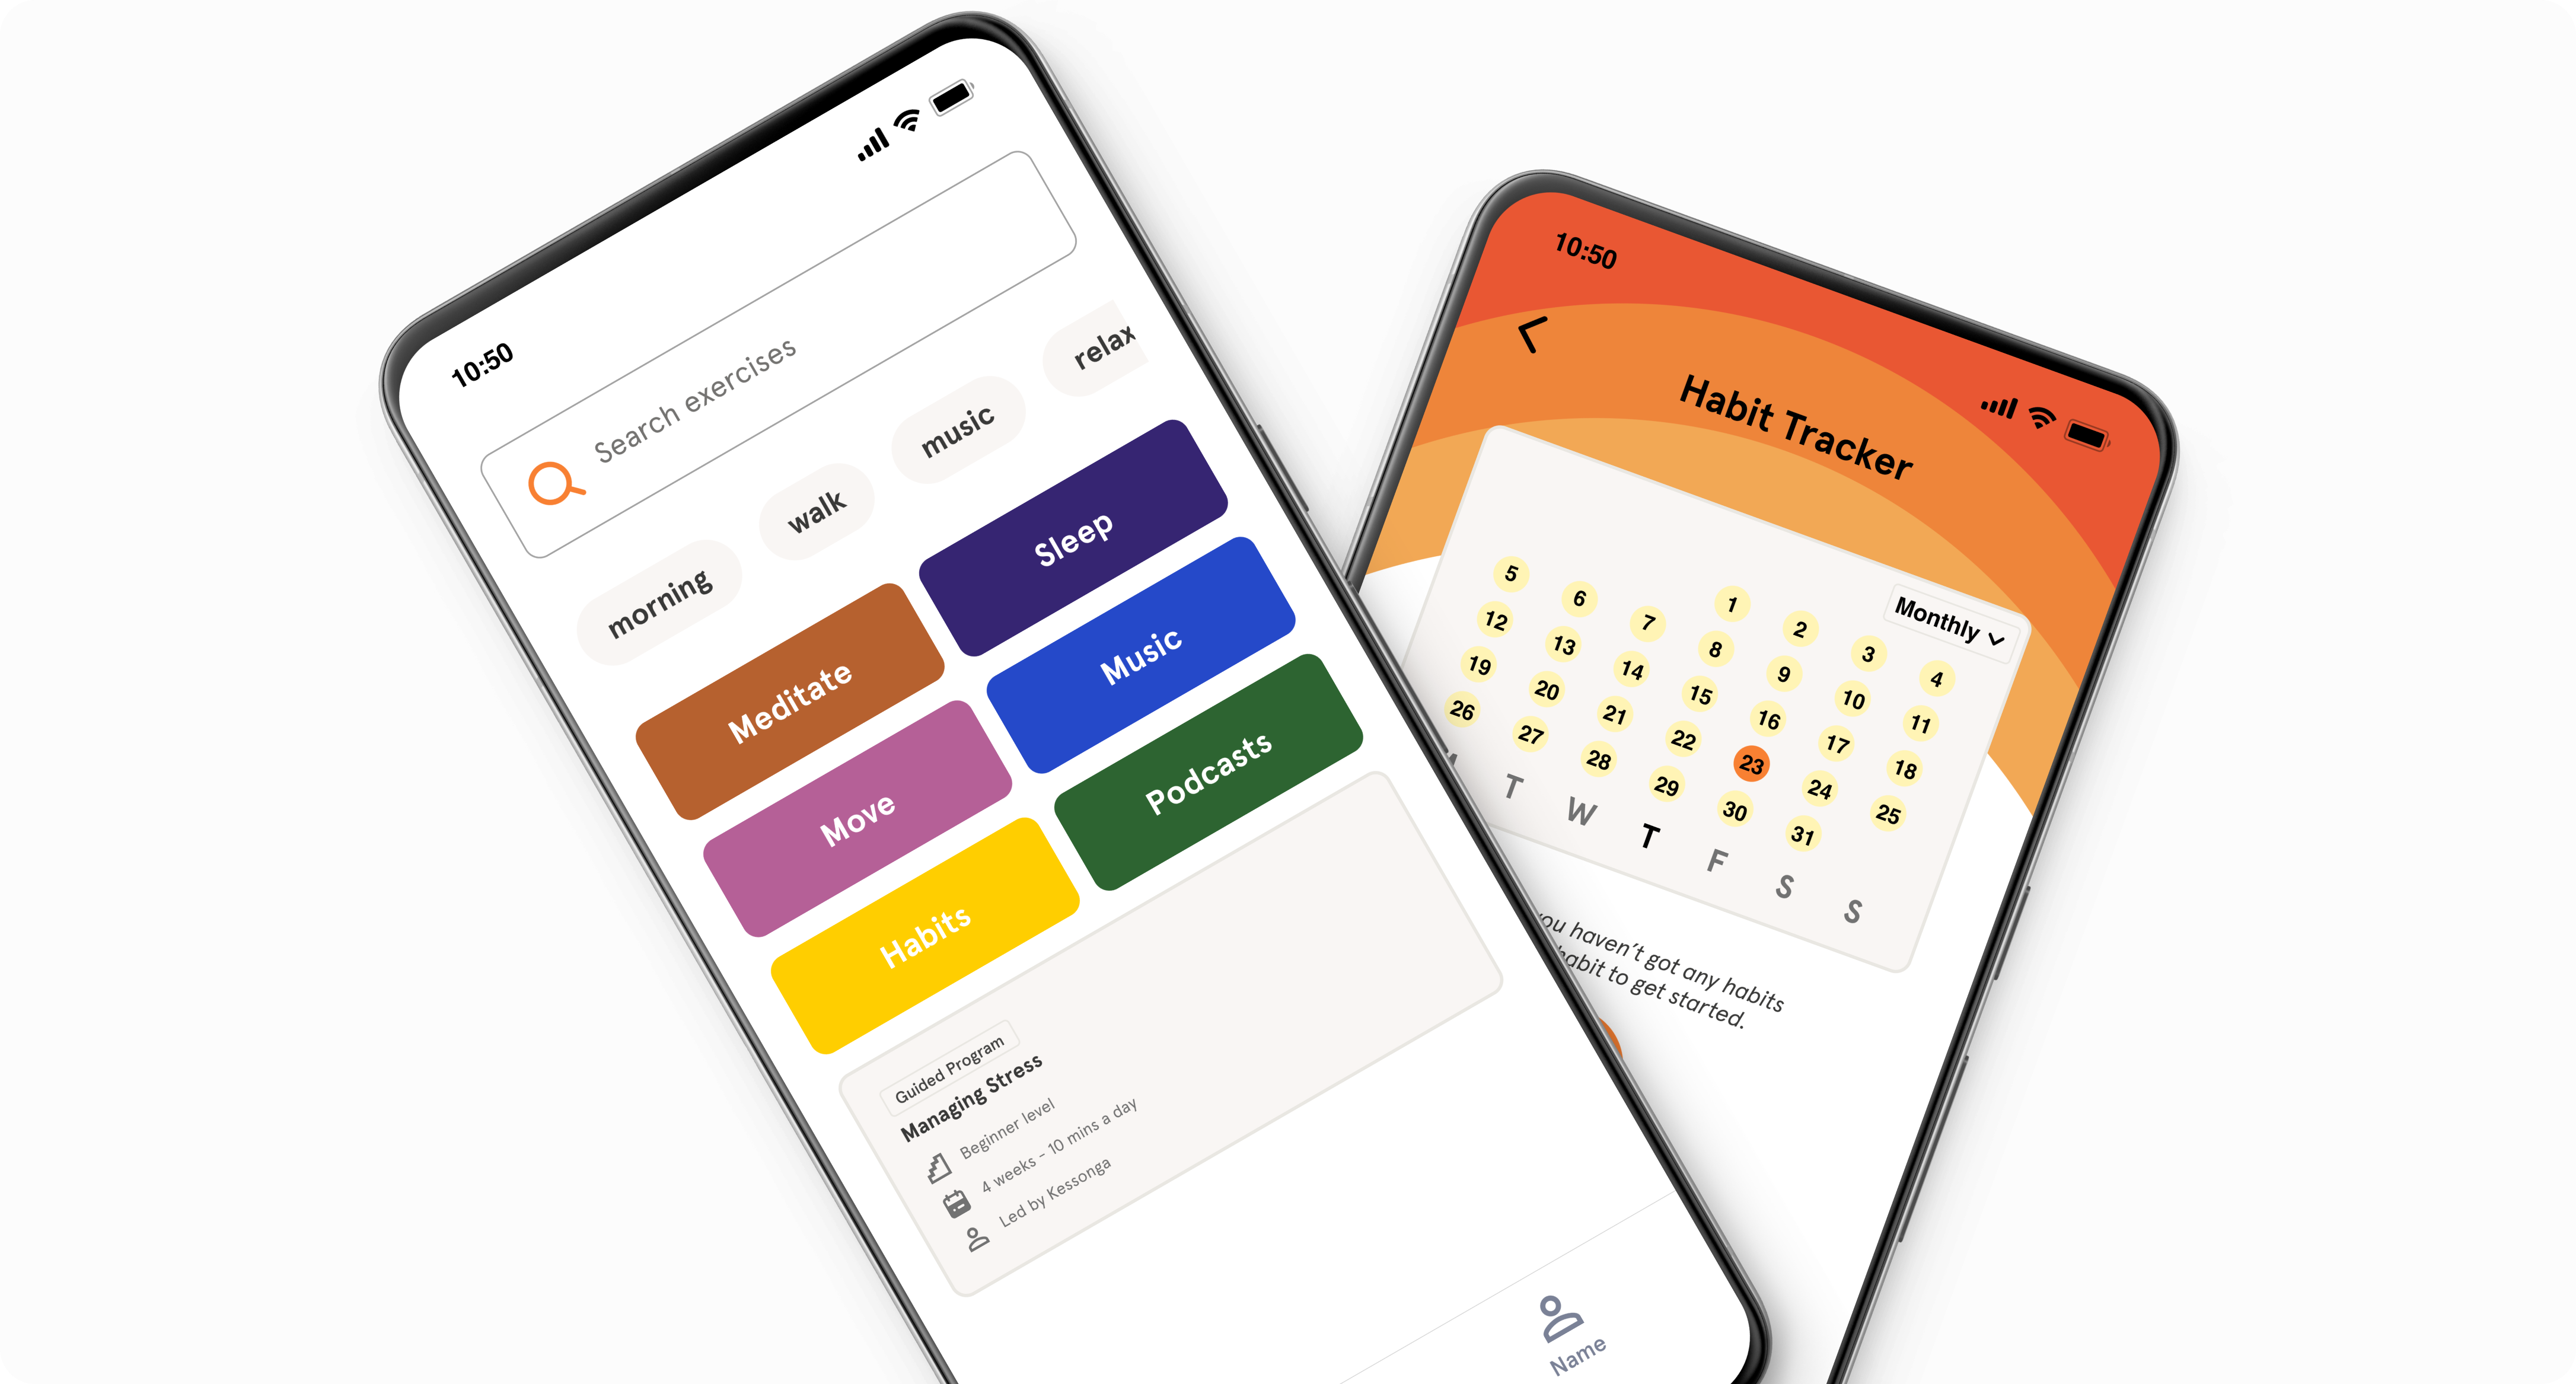 10:50
Search exercises
morning walk music relax
Meditate Sleep
Move Music
Habits Podcasts
Guided Program
Managing Stress
Beginner level
4 weeks - 10 mins a day
Led by Kessonga
Name
10:50
Habit Tracker
Monthly
1 2 3 4
5 6 7 8 9 10 11
12 13 14 15 16 17 18
19 20 21 22 23 24 25
26 27 28 29 30 31
T W T F S S
you haven't got any habits
habit to get started.